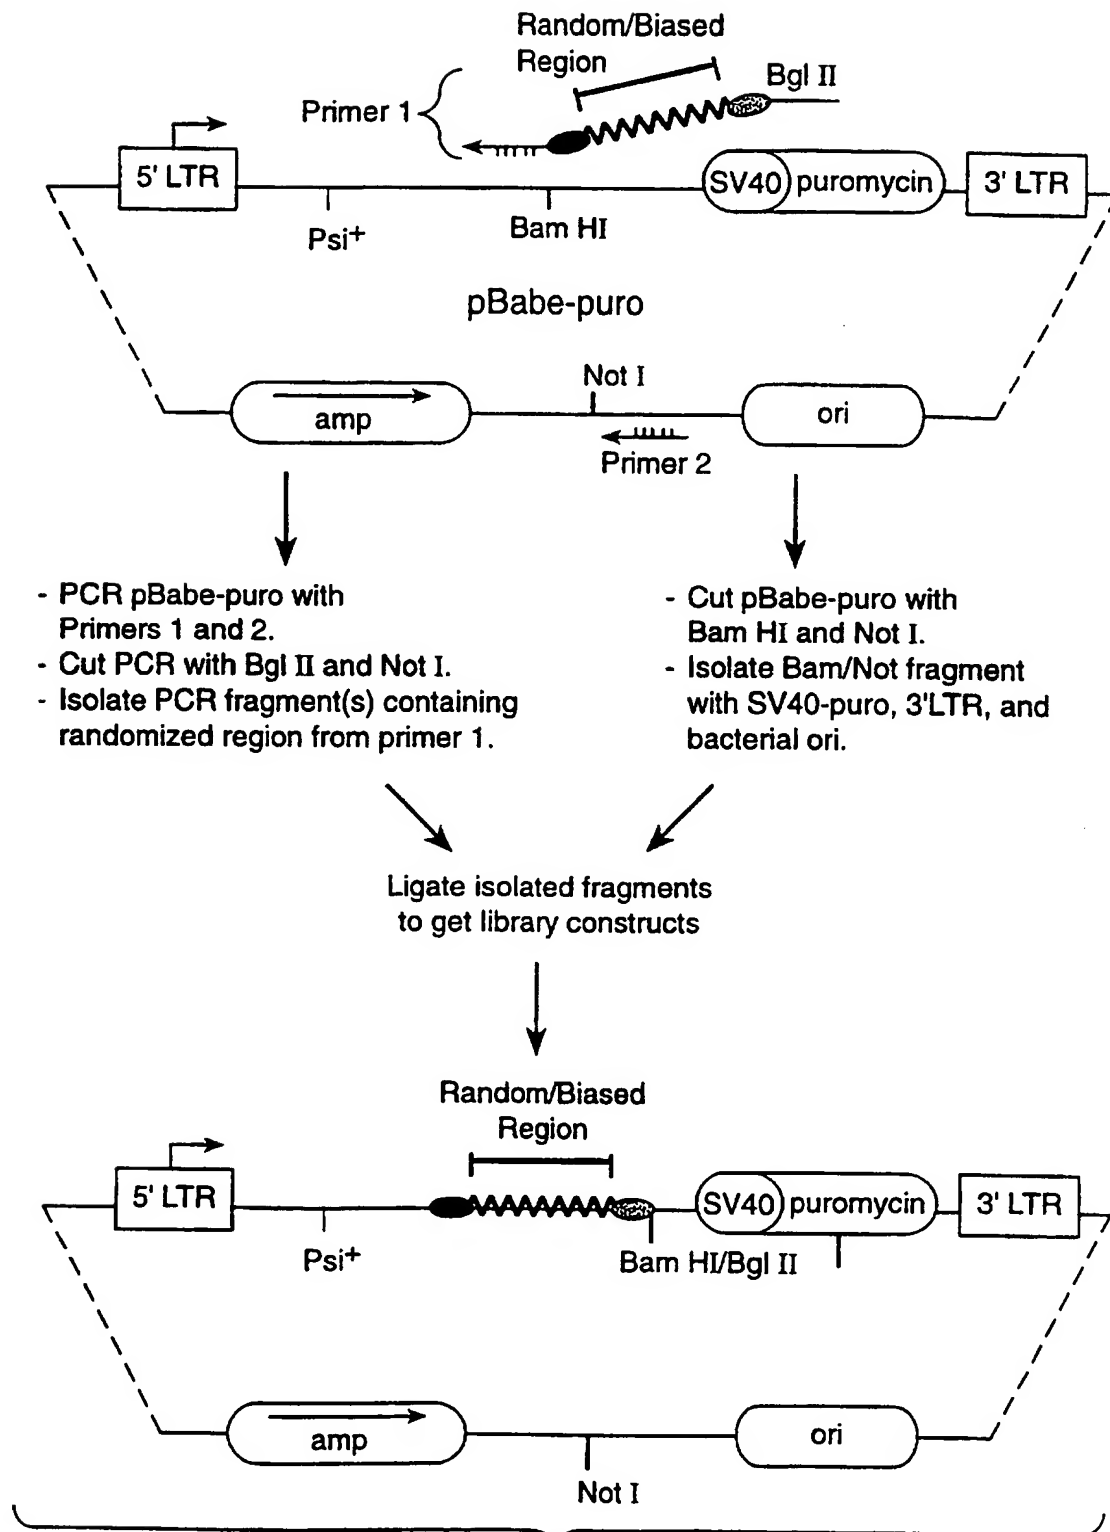 Random/Biased
Region
Bgl II
Primer 1
5' LTR
SV40
puromycin
3' LTR
Psi+
Bam HI
pBabe-puro
Not I
amp
ori
Primer 2
- PCR pBabe-puro with
Primers 1 and 2.
- Cut PCR with Bgl II and Not I.
- Isolate PCR fragment(s) containing
randomized region from primer 1.
- Cut pBabe-puro with
Bam HI and Not I.
- Isolate Bam/Not fragment
with SV40-puro, 3'LTR, and
bacterial ori.
Ligate isolated fragments
to get library constructs
Random/Biased
Region
5' LTR
SV40
puromycin
3' LTR
Psi+
Bam HI/Bgl II
amp
ori
Not I